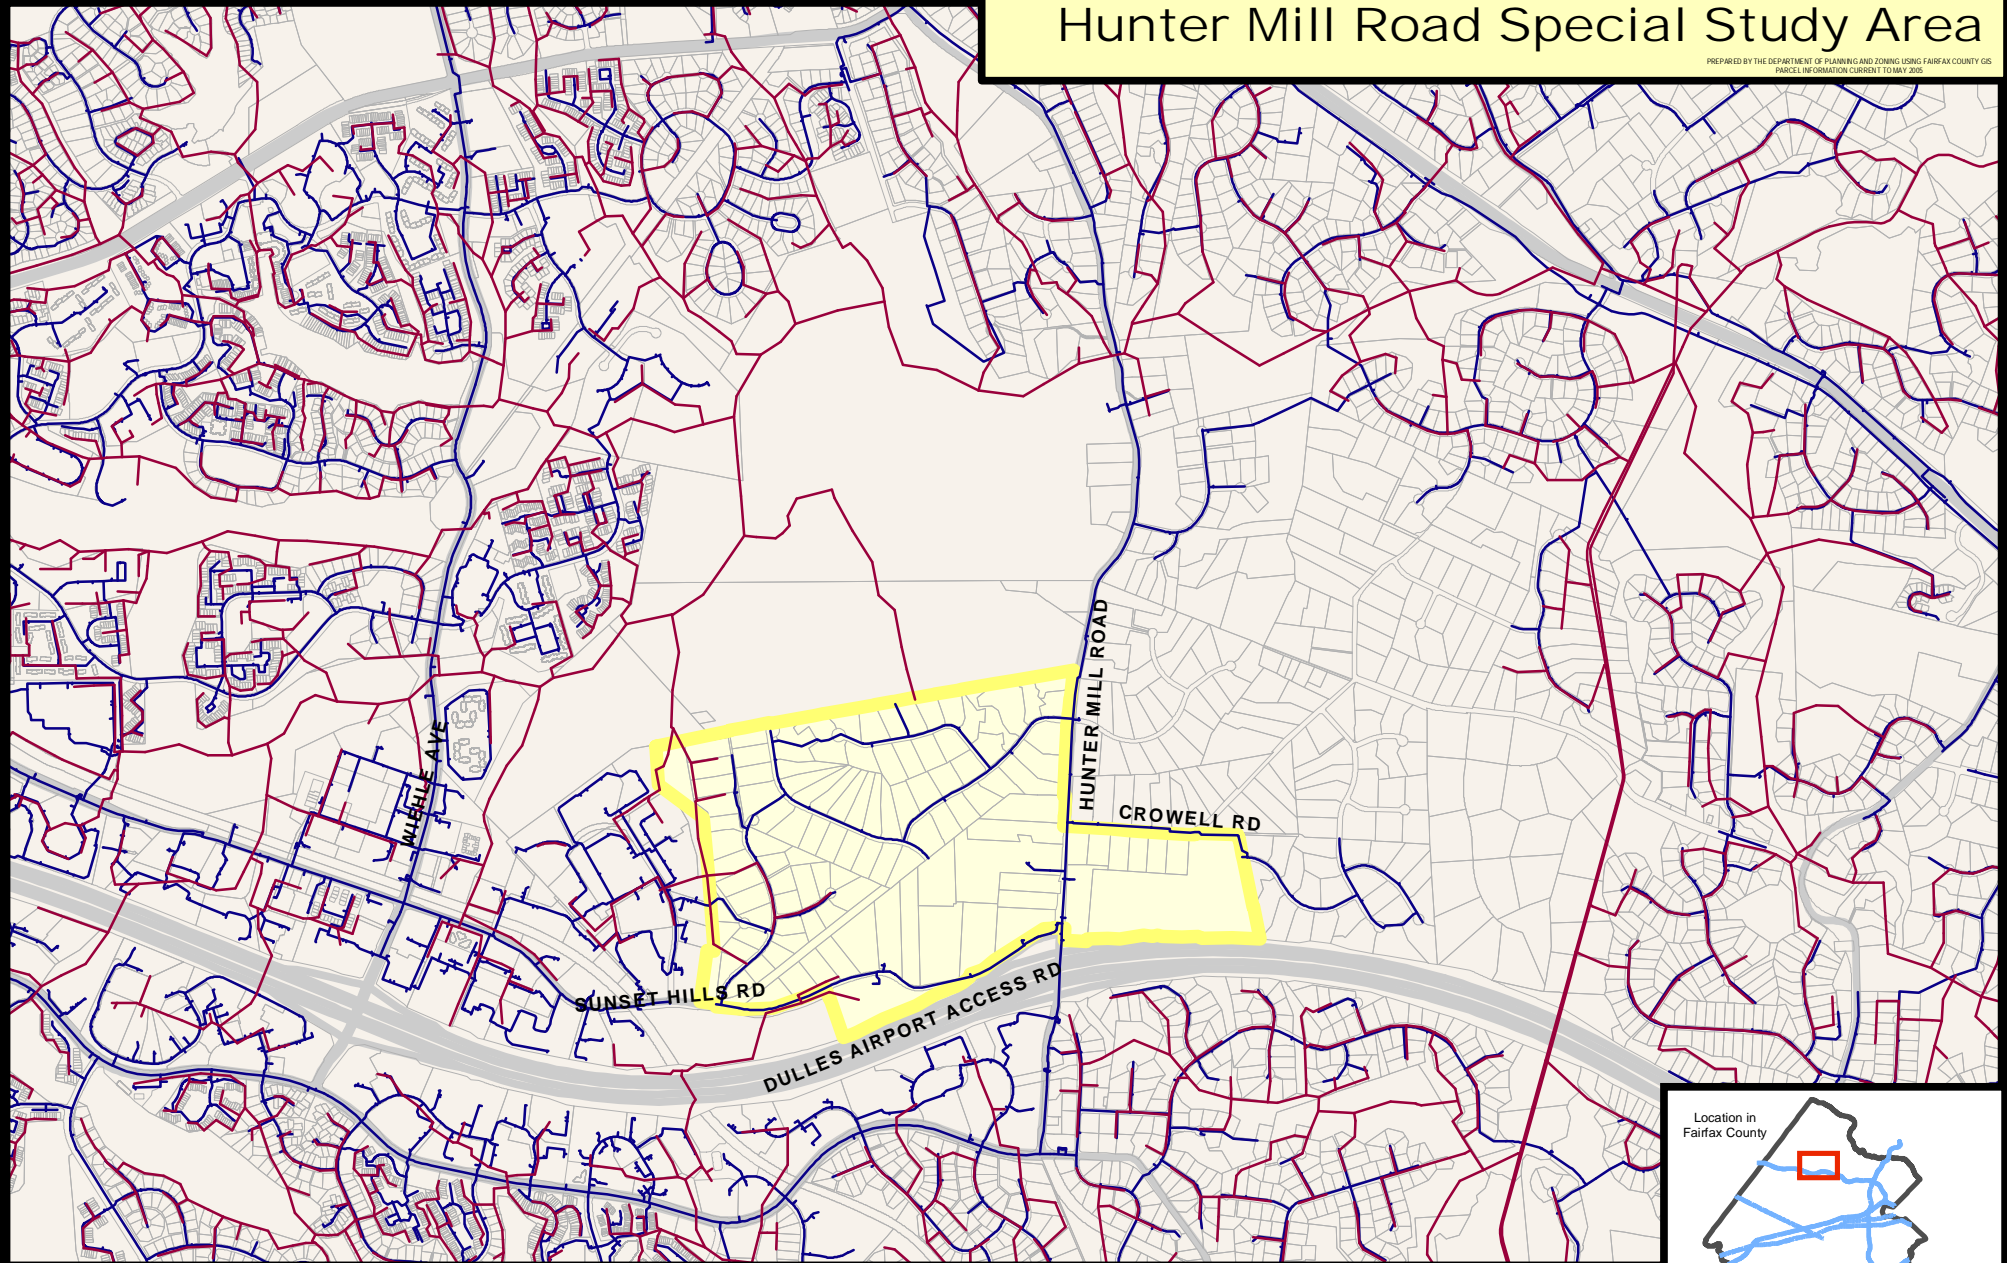 Hunter Mill Road Special Study Area
PREPARED BY THE DEPARTMENT OF PLANNING AND ZONING USING FAIRFAX COUNTY GIS
PARCEL INFORMATION CURRENT TO MAY 2005
HUNTER MILL ROAD
WIEHLE AVE
CROWELL RD
SUNSET HILLS RD
DULLES AIRPORT ACCESS RD
Location in
Fairfax County